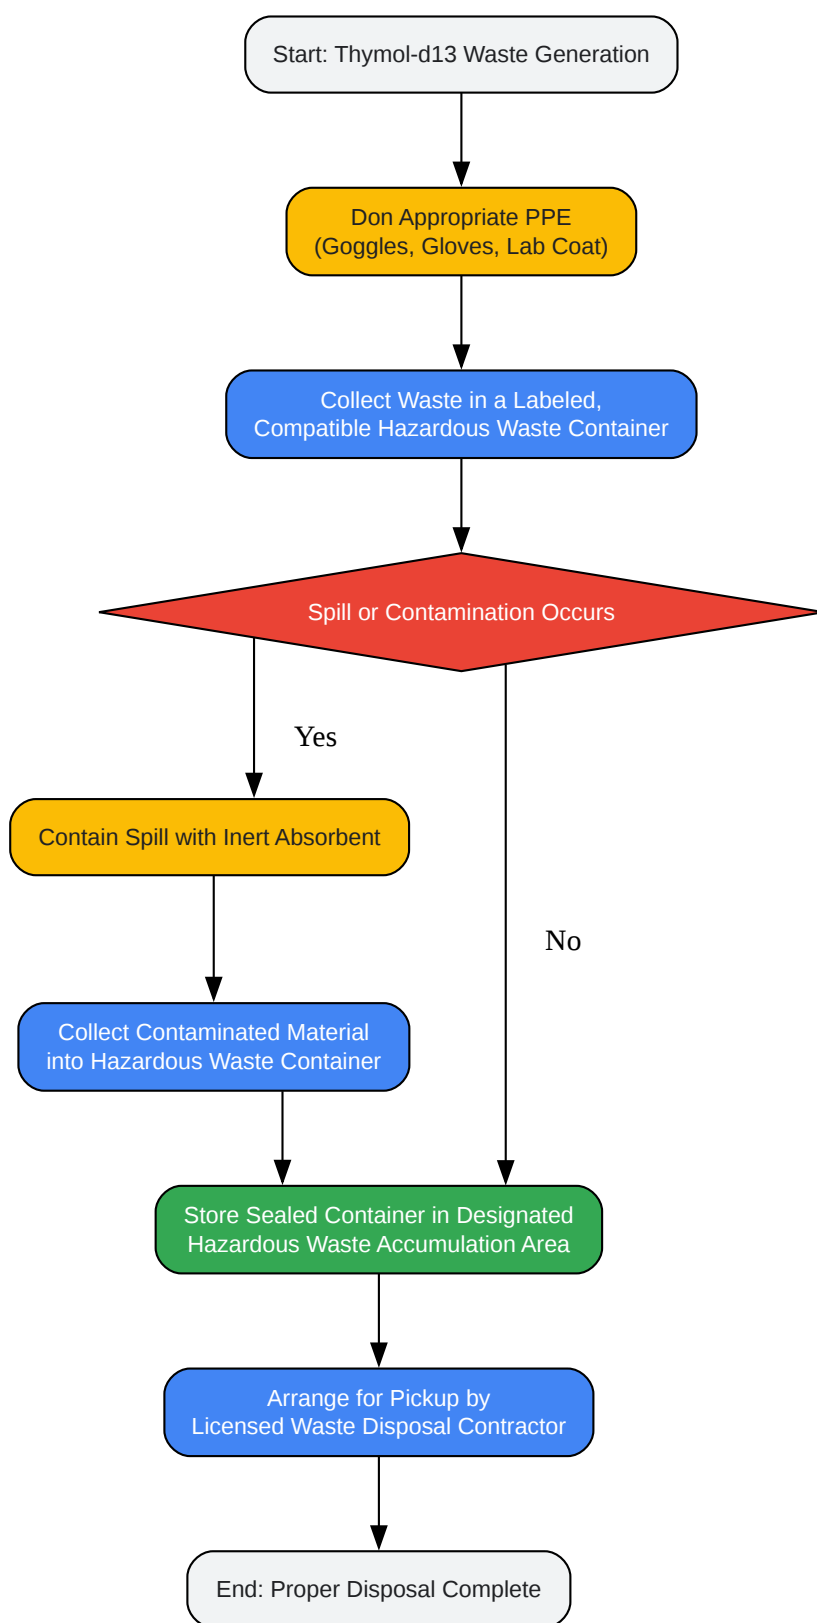 Start: Thymol-d13 Waste Generation
Don Appropriate PPE
(Goggles, Gloves, Lab Coat)
Collect Waste in a Labeled,
Compatible Hazardous Waste Container
Spill or Contamination Occurs
Yes
Contain Spill with Inert Absorbent
No
Collect Contaminated Material
into Hazardous Waste Container
Store Sealed Container in Designated
Hazardous Waste Accumulation Area
Arrange for Pickup by
Licensed Waste Disposal Contractor
End: Proper Disposal Complete